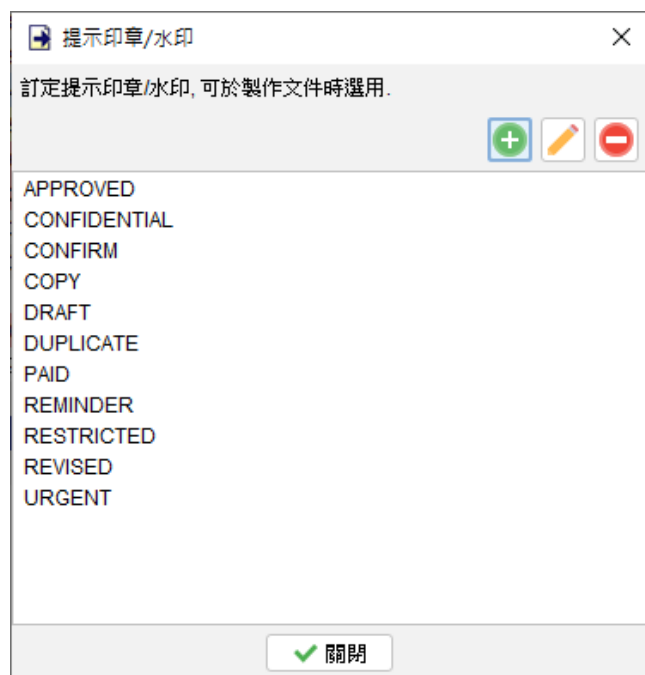 提示印章/水印
訂定提示印章/水印, 可於製作文件時選用.
APPROVED
CONFIDENTIAL
CONFIRM
COPY
DRAFT
DUPLICATE
PAID
REMINDER
RESTRICTED
REVISED
URGENT
關閉